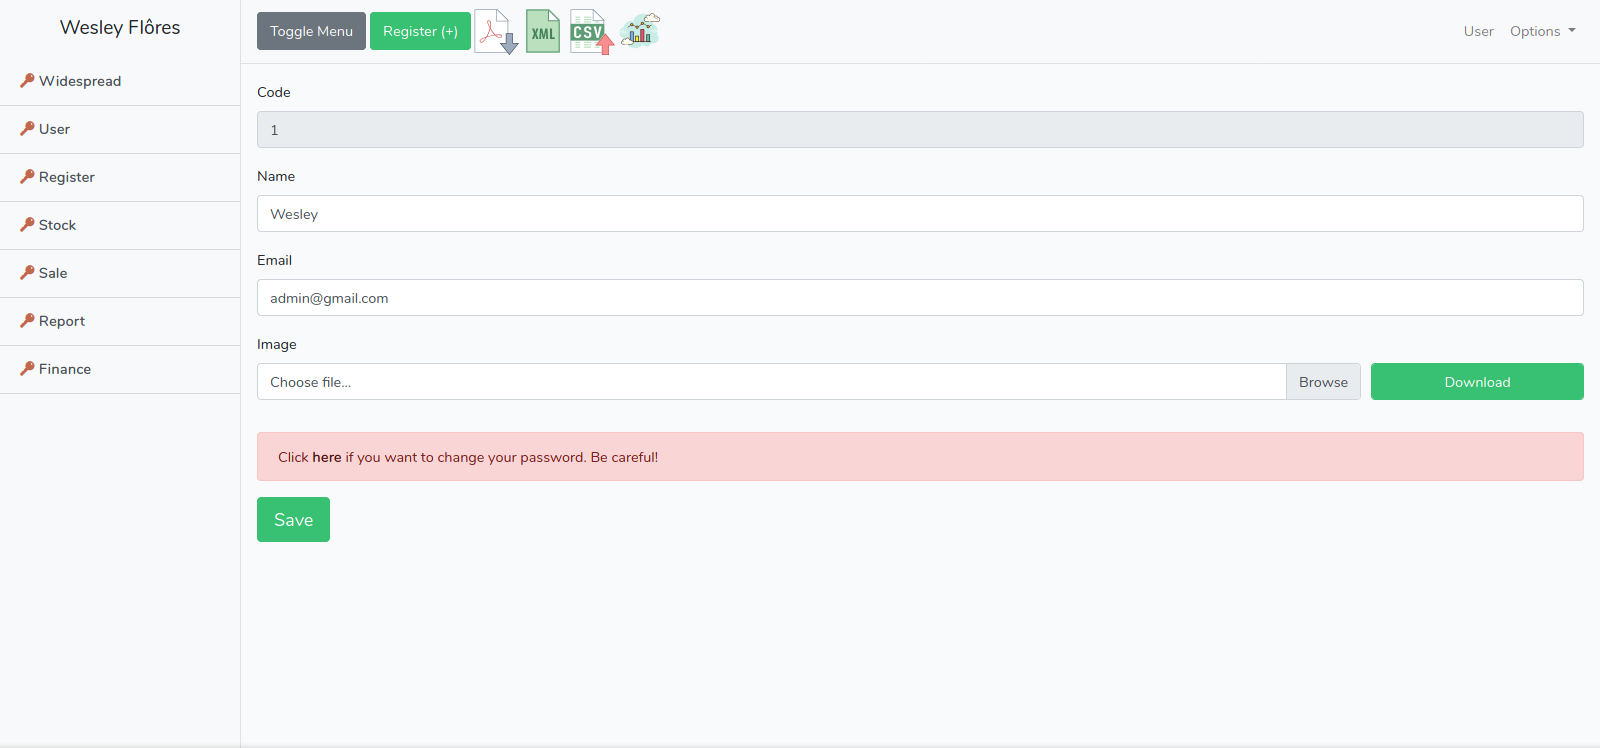 Wesley Flôres
Toggle Menu Register (+) XML CSV User Options
Widespread
User
Register
Stock
Sale
Report
Finance
Code
1
Name
Wesley
Email
admin@gmail.com
Image
Choose file... Browse Download
Click here if you want to change your password. Be careful!
Save